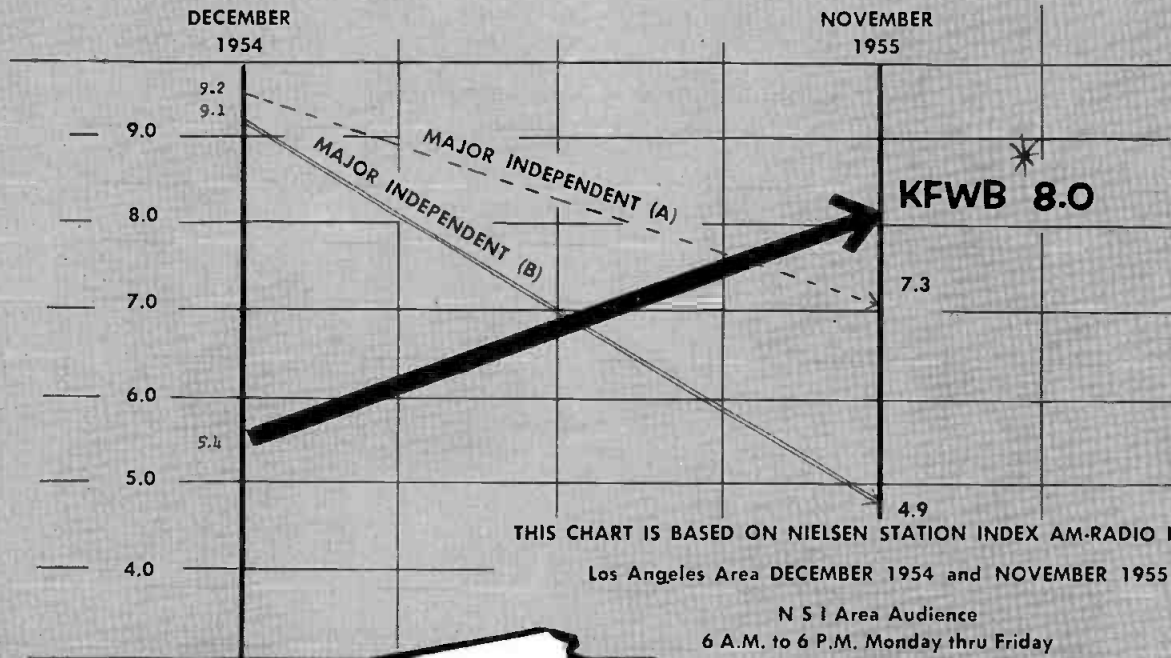 DECEMBER
1954
NOVEMBER
1955
9.2
9.1
9.0
MAJOR INDEPENDENT (A)
MAJOR INDEPENDENT (B)
KFWB * 8.0
8.0
7.3
7.0
6.0
5.4
5.0
4.9
THIS CHART IS BASED ON NIELSEN STATION INDEX AM-RADIO
Los Angeles Area DECEMBER 1954 and NOVEMBER 1955
4.0
N S I Area Audience
6 A.M. to 6 P.M. Monday thru Friday